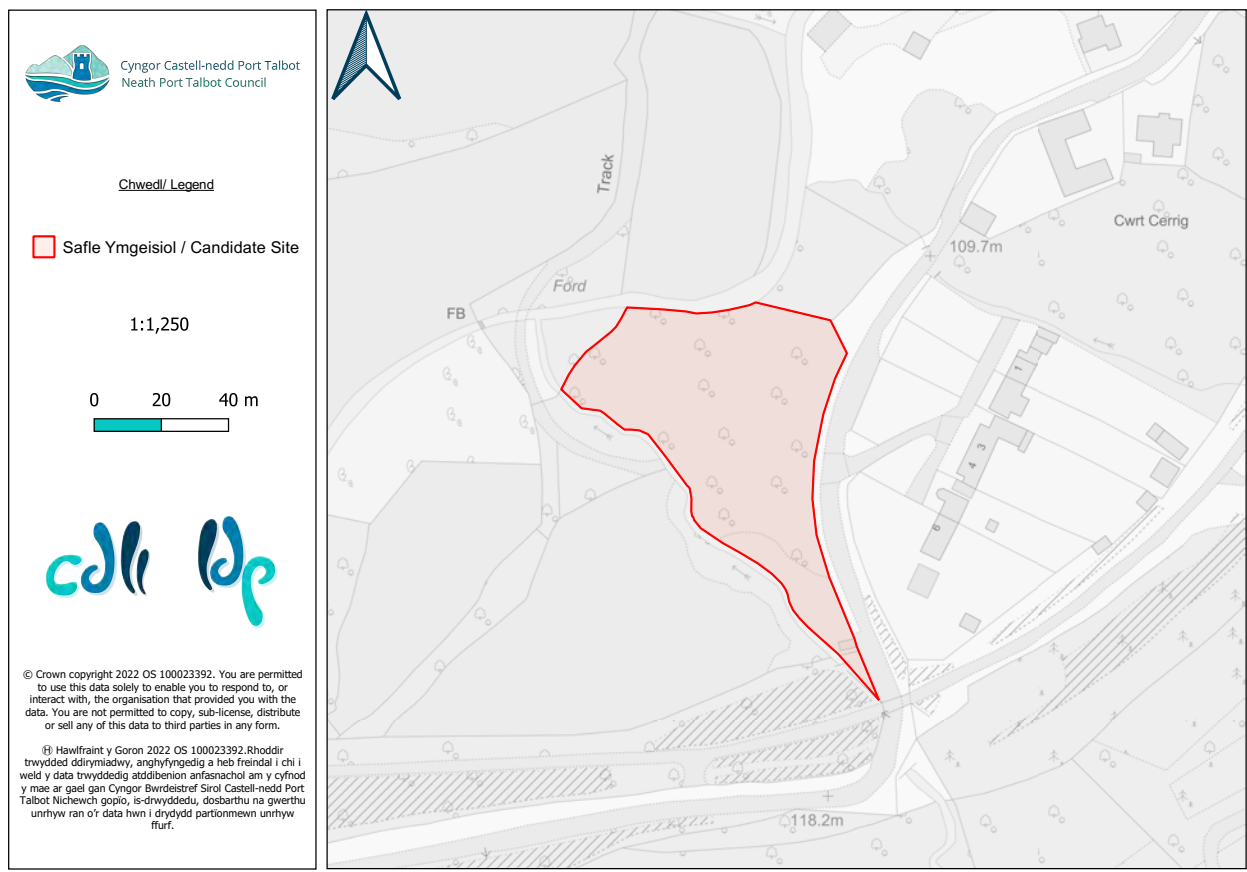 Cyngor Castell-nedd Port Talbot
Neath Port Talbot Council
Chwedl/ Legend
Safle Ymgeisiol / Candidate Site
1:1,250
0 20 40 m
cdll ldp
© Crown copyright 2022 OS 100023392. You are permitted
to use this data solely to enable you to respond to, or
interact with, the organisation that provided you with the
data. You are not permitted to copy, sub-license, distribute
or sell any of this data to third parties in any form.
Ⓗ Hawlfraint y Goron 2022 OS 100023392.Rhoddir
trwydded ddirymiadwy, anghyfyngedig a heb freindal i chi i
weld y data trwyddedig atddibenion anfasnachol am y cyfnod
y mae ar gael gan Cyngor Bwrdeistref Sirol Castell-nedd Port
Talbot Nichewch gopïo, is-drwyddedu, dosbarthu na gwerthu
unrhyw ran o'r data hwn i drydydd partïonmewn unrhyw
ffurf.
Track
Cwrt Cerrig
109.7m
Ford
FB
1
3
4
6
118.2m